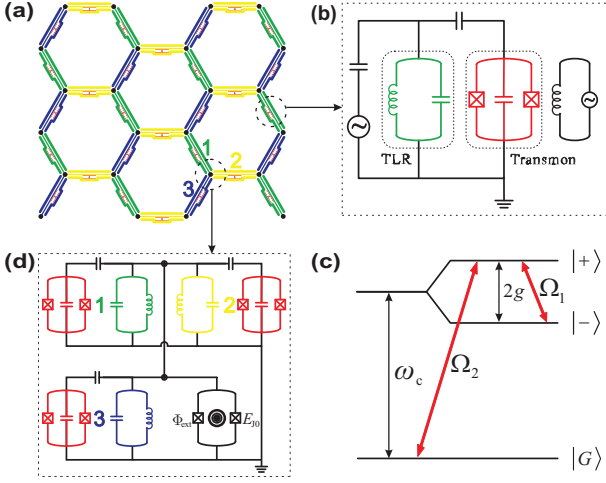 (a)
1
2
3
(b)
TLR
Transmon
(d)
1
2
3
Φext
EJ0
(c)
|+⟩
2g
Ω1
|−⟩
ωc
Ω2
|G⟩